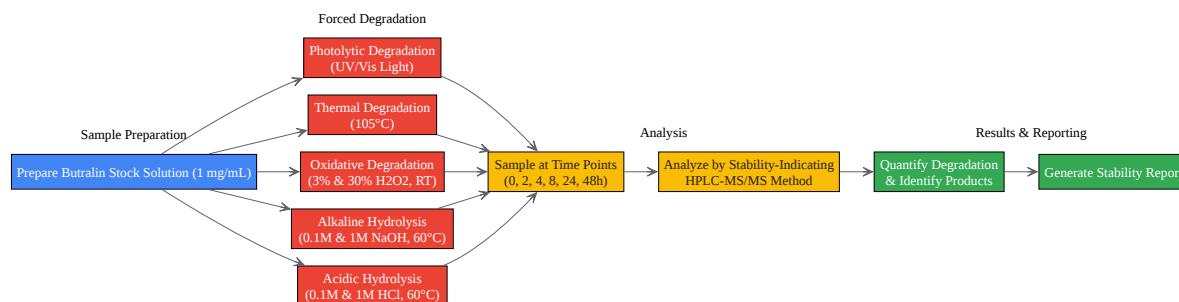 Forced Degradation
Photolytic Degradation
(UV/Vis Light)
Thermal Degradation
(105°C)
Sample Preparation
Analysis
Results & Reporting
Prepare Butralin Stock Solution (1 mg/mL)
Oxidative Degradation
(3% & 30% H2O2, RT)
Sample at Time Points
(0, 2, 4, 8, 24, 48h)
Analyze by Stability-Indicating
HPLC-MS/MS Method
Quantify Degradation
& Identify Products
Generate Stability Report
Alkaline Hydrolysis
(0.1M & 1M NaOH, 60°C)
Acidic Hydrolysis
(0.1M & 1M HCl, 60°C)